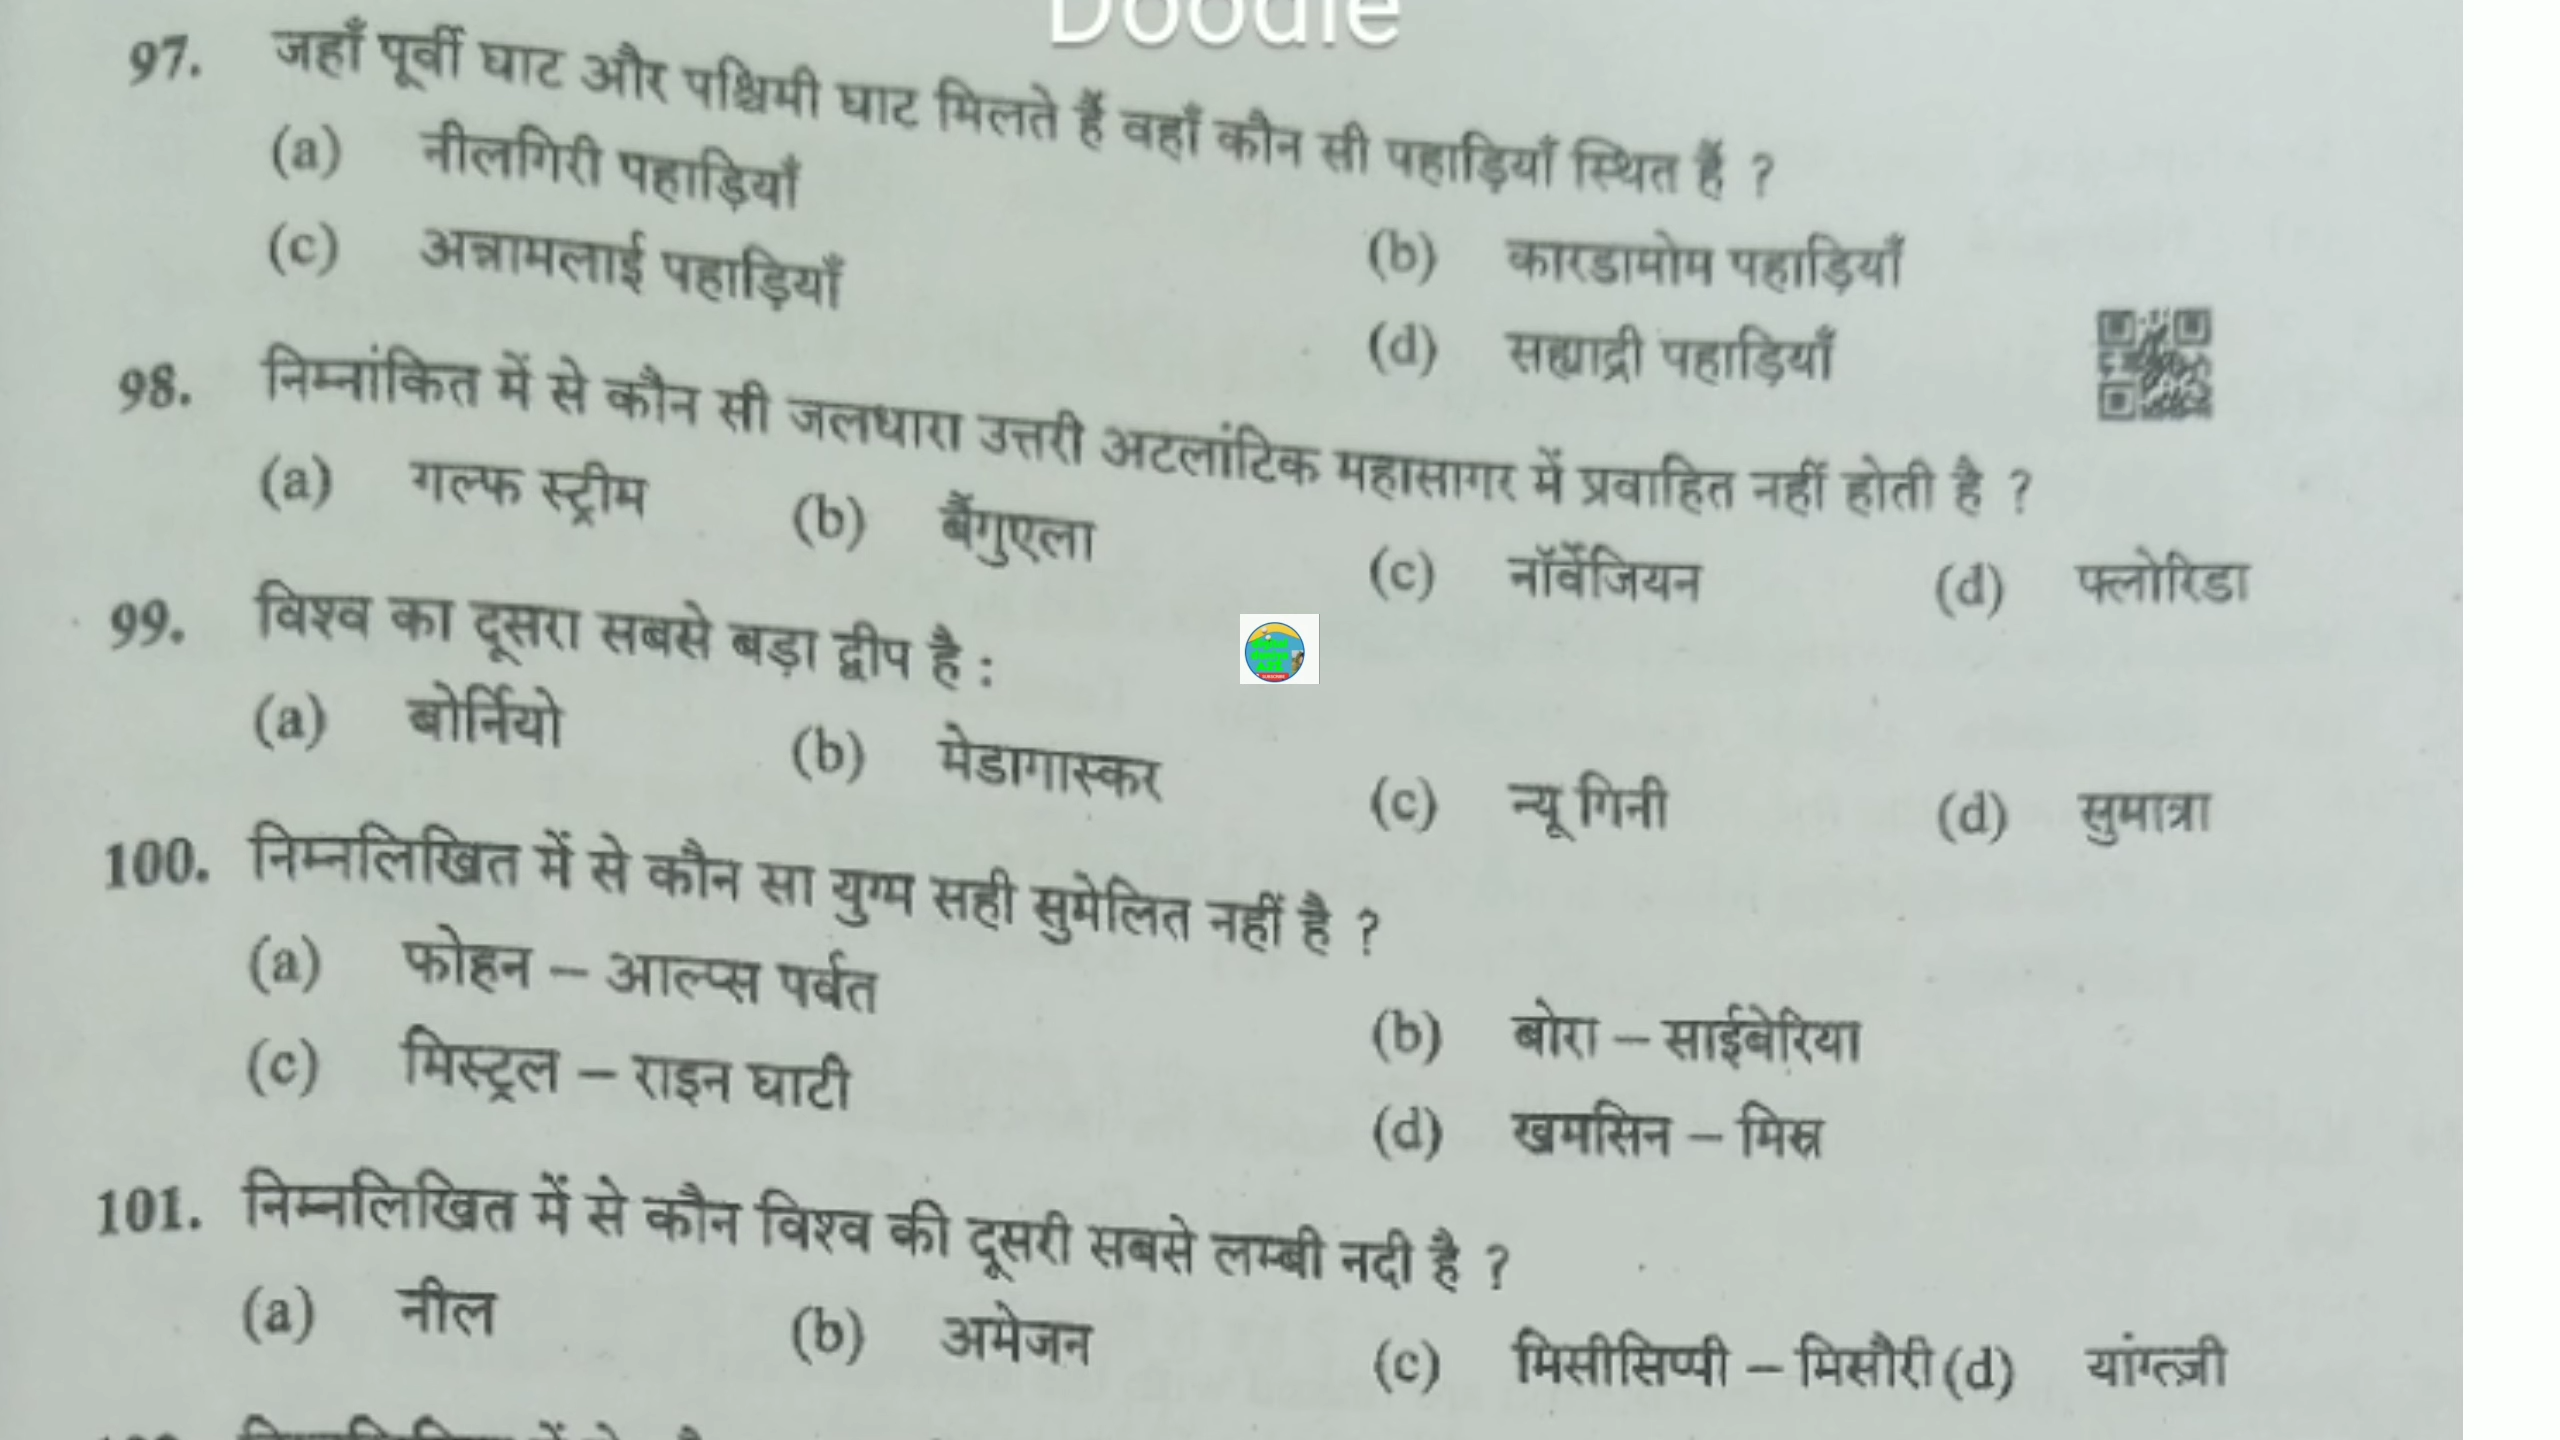 Doodle
97. जहाँ पूर्वी घाट और पश्चिमी घाट मिलते हैं वहाँ कौन सी पहाड़ियाँ स्थित हैं ?
(a) नीलगिरी पहाड़ियाँ (b) कारडामोम पहाड़ियाँ
(c) अन्नामलाई पहाड़ियाँ (d) सह्याद्री पहाड़ियाँ
98. निम्नांकित में से कौन सी जलधारा उत्तरी अटलांटिक महासागर में प्रवाहित नहीं होती है ?
(a) गल्फ स्ट्रीम (b) बैंगुएला (c) नॉर्वेजियन (d) फ्लोरिडा
99. विश्व का दूसरा सबसे बड़ा द्वीप है :
(a) बोर्नियो (b) मेडागास्कर (c) न्यू गिनी (d) सुमात्रा
100. निम्नलिखित में से कौन सा युग्म सही सुमेलित नहीं है ?
(a) फोहन – आल्प्स पर्वत (b) बोरा – साईबेरिया
(c) मिस्ट्रल – राइन घाटी (d) खमसिन – मिस्र
101. निम्नलिखित में से कौन विश्व की दूसरी सबसे लम्बी नदी है ?
(a) नील (b) अमेजन (c) मिसीसिप्पी – मिसौरी (d) यांग्त्ज़ी